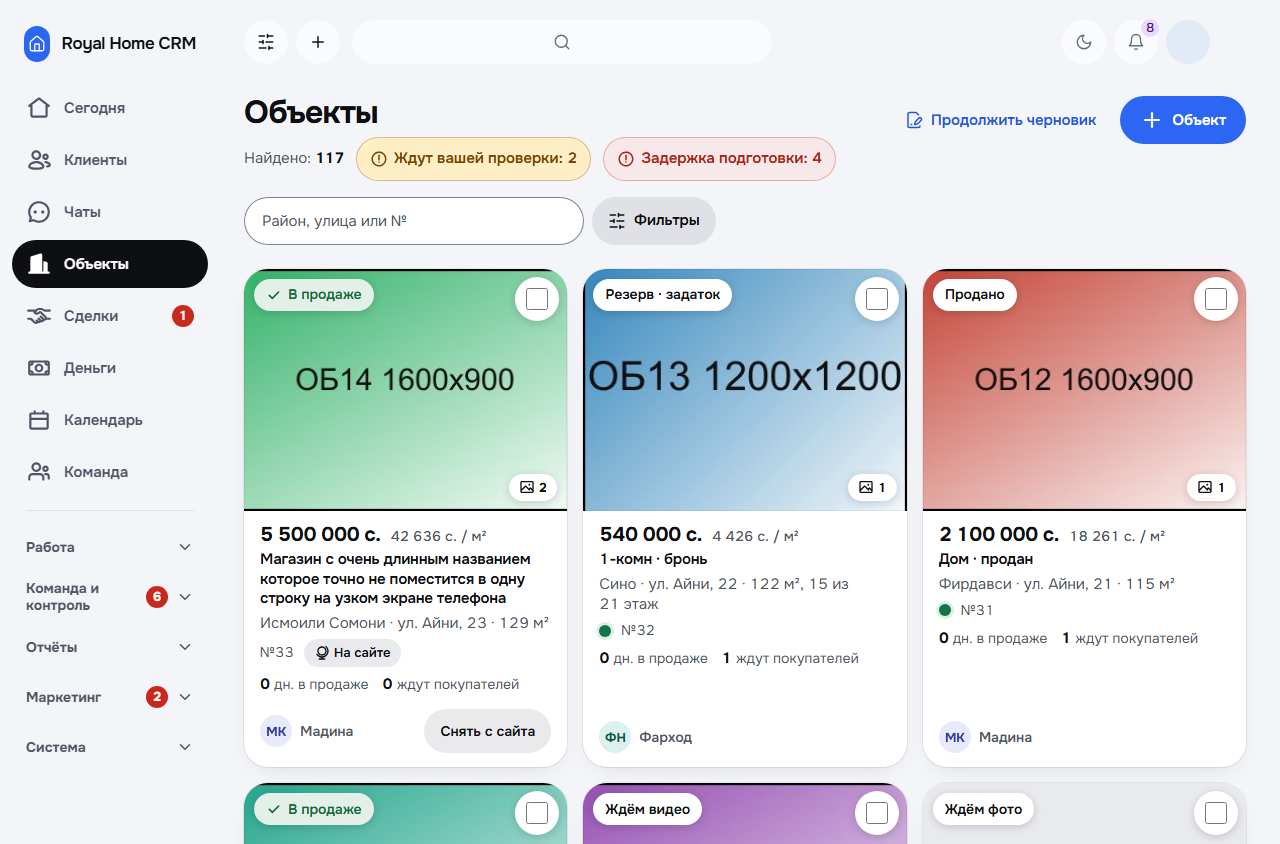 Royal Home CRM
8
Сегодня
Клиенты
Чаты
Объекты
Сделки
1
Деньги
Календарь
Команда
Работа
Команда и
контроль
6
Отчёты
Маркетинг
2
Система
Объекты
Продолжить черновик
Объект
Найдено: 117
Ждут вашей проверки: 2
Задержка подготовки: 4
Район, улица или №
Фильтры
В продаже
ОБ14 1600x900
2
5 500 000 с. 42 636 с. / м²
Магазин с очень длинным названием
которое точно не поместится в одну
строку на узком экране телефона
Исмоили Сомони · ул. Айни, 23 · 129 м²
№33
На сайте
0 дн. в продаже 0 ждут покупателей
МК
Мадина
Снять с сайта
Резерв · задаток
ОБ13 1200x1200
1
540 000 с. 4 426 с. / м²
1-комн · бронь
Сино · ул. Айни, 22 · 122 м², 15 из
21 этаж
№32
0 дн. в продаже 1 ждут покупателей
ФН
Фарход
Продано
ОБ12 1600x900
1
2 100 000 с. 18 261 с. / м²
Дом · продан
Фирдавси · ул. Айни, 21 · 115 м²
№31
0 дн. в продаже 1 ждут покупателей
МК
Мадина
В продаже
Ждём видео
Ждём фото